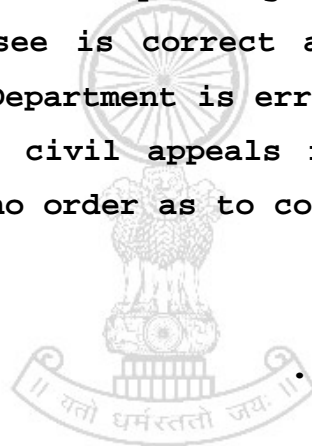 see is correct a
Department is err
civil appeals
no order as to co
.
॥ यतो धर्मस्ततो जयः ॥